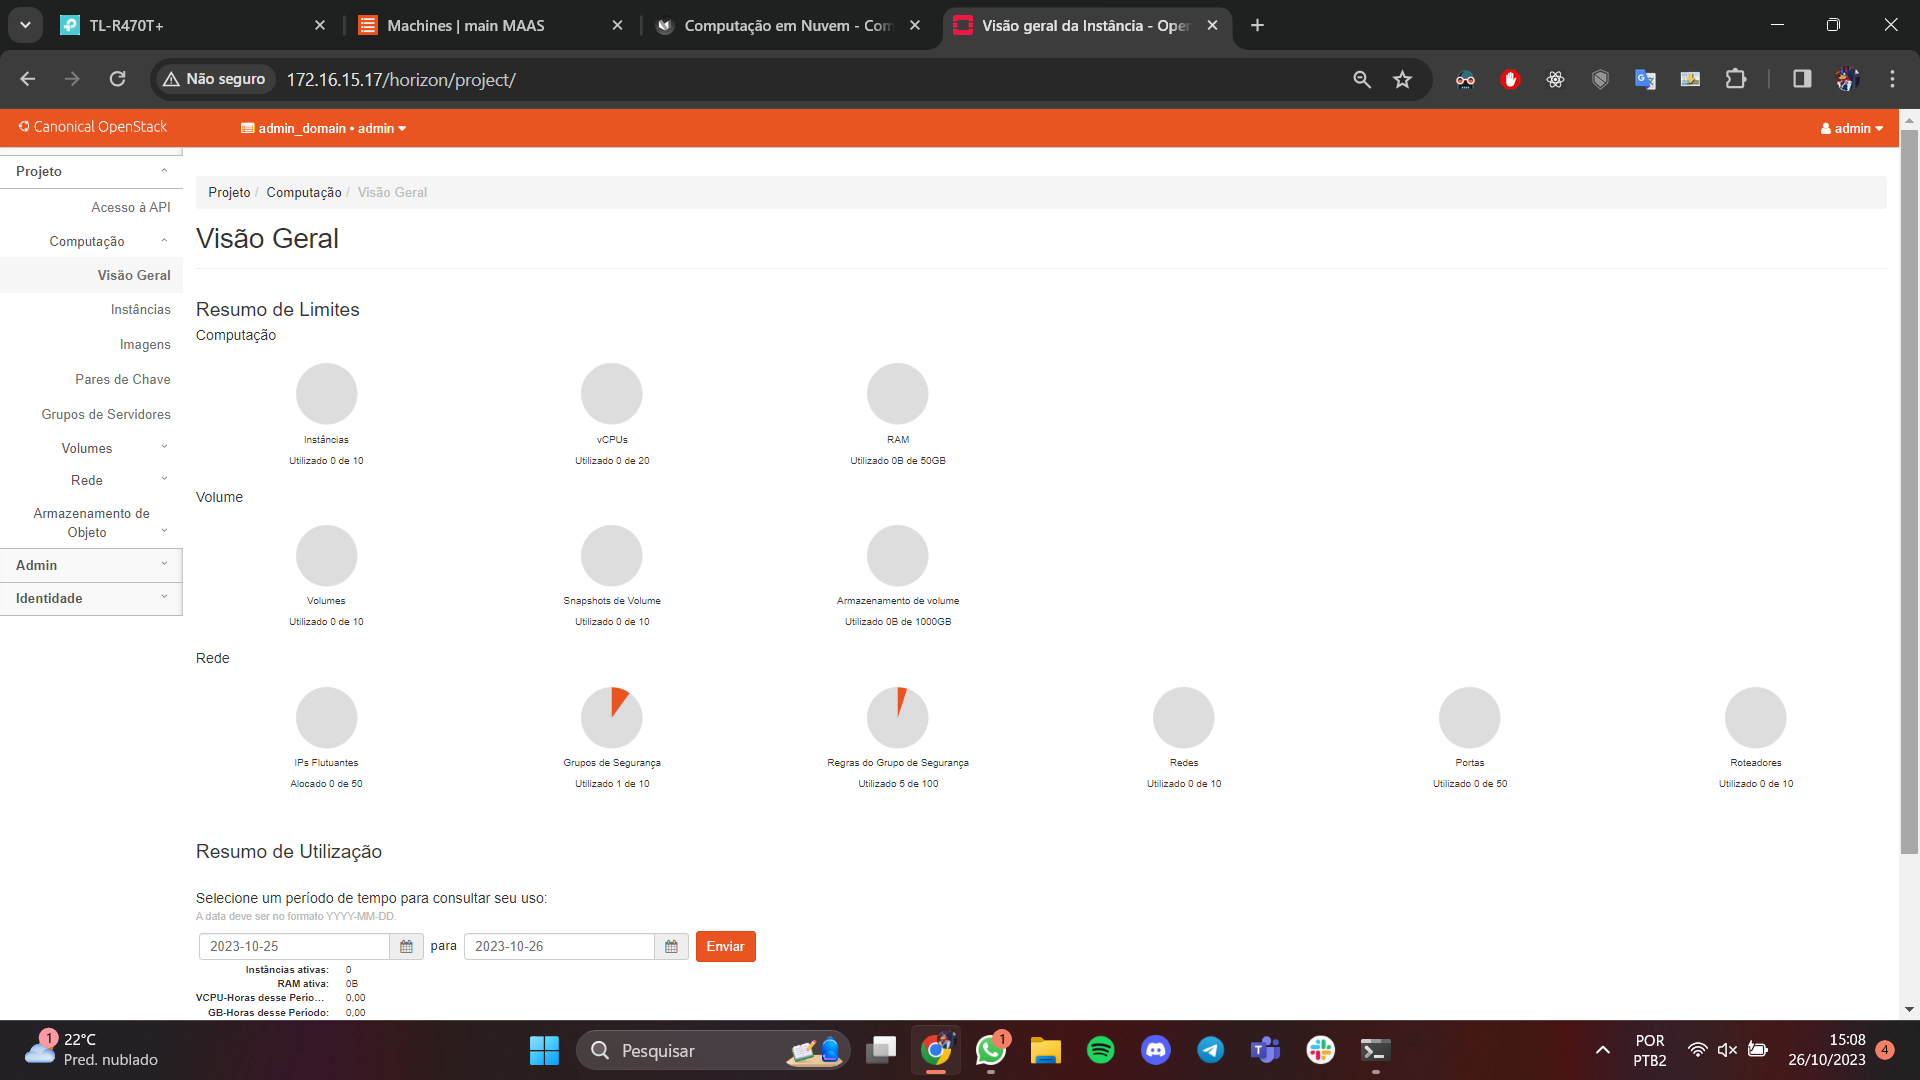 TL-R470T+
Machines | main MAAS
Computação em Nuvem - Com
Visão geral da Instância - Oper
Não seguro
172.16.15.17/horizon/project/
Canonical OpenStack
admin_domain • admin
admin
Projeto
Acesso à API
Computação
Visão Geral
Instâncias
Imagens
Pares de Chave
Grupos de Servidores
Volumes
Rede
Armazenamento de
Objeto
Admin
Identidade
Projeto / Computação / Visão Geral
Visão Geral
Resumo de Limites
Computação
Instâncias
Utilizado 0 de 10
vCPUs
Utilizado 0 de 20
RAM
Utilizado 0B de 50GB
Volume
Volumes
Utilizado 0 de 10
Snapshots de Volume
Utilizado 0 de 10
Armazenamento de volume
Utilizado 0B de 1000GB
Rede
IPs Flutuantes
Alocado 0 de 50
Grupos de Segurança
Utilizado 1 de 10
Regras do Grupo de Segurança
Utilizado 5 de 100
Redes
Utilizado 0 de 10
Portas
Utilizado 0 de 50
Roteadores
Utilizado 0 de 10
Resumo de Utilização
Selecione um período de tempo para consultar seu uso:
A data deve ser no formato YYYY-MM-DD.
2023-10-25 para 2023-10-26 Enviar
Instâncias ativas: 0
RAM ativa: 0B
VCPU-Horas desse Perío... 0,00
GB-Horas desse Período: 0,00
1
22°C
Pred. nublado
Pesquisar
1
POR
PTB2
15:08
26/10/2023
4